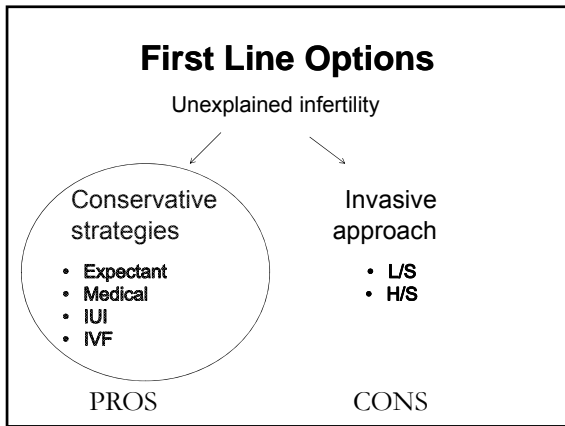 First Line Options
Unexplained infertility
Conservative
strategies
• Expectant
• Medical
• IUI
• IVF
PROS
Invasive
approach
• L/S
• H/S
CONS